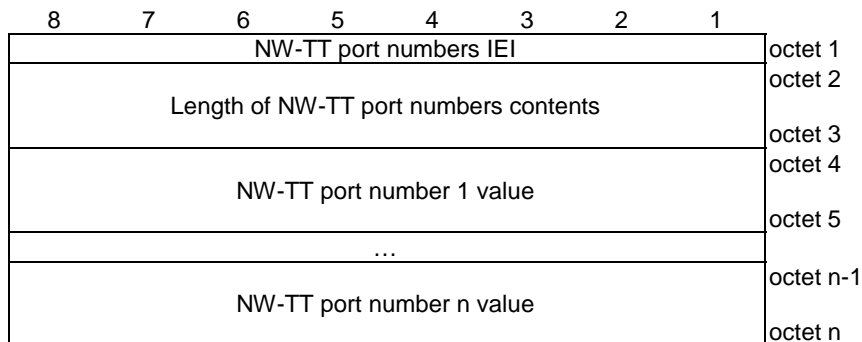 8 7 6 5 4 3 2 1
NW-TT port numbers IEI octet 1
octet 2
Length of NW-TT port numbers contents
octet 3
octet 4
NW-TT port number 1 value
octet 5
…
octet n-1
NW-TT port number n value
octet n